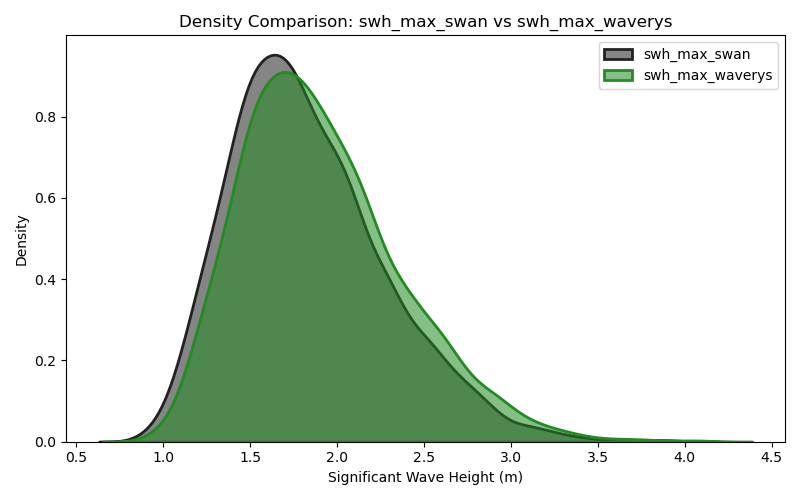 Density Comparison: swh_max_swan vs swh_max_waverys
swh_max_swan
swh_max_waverys
Density
0.8
0.6
0.4
0.2
0.0
0.5 1.0 1.5 2.0 2.5 3.0 3.5 4.0 4.5
Significant Wave Height (m)